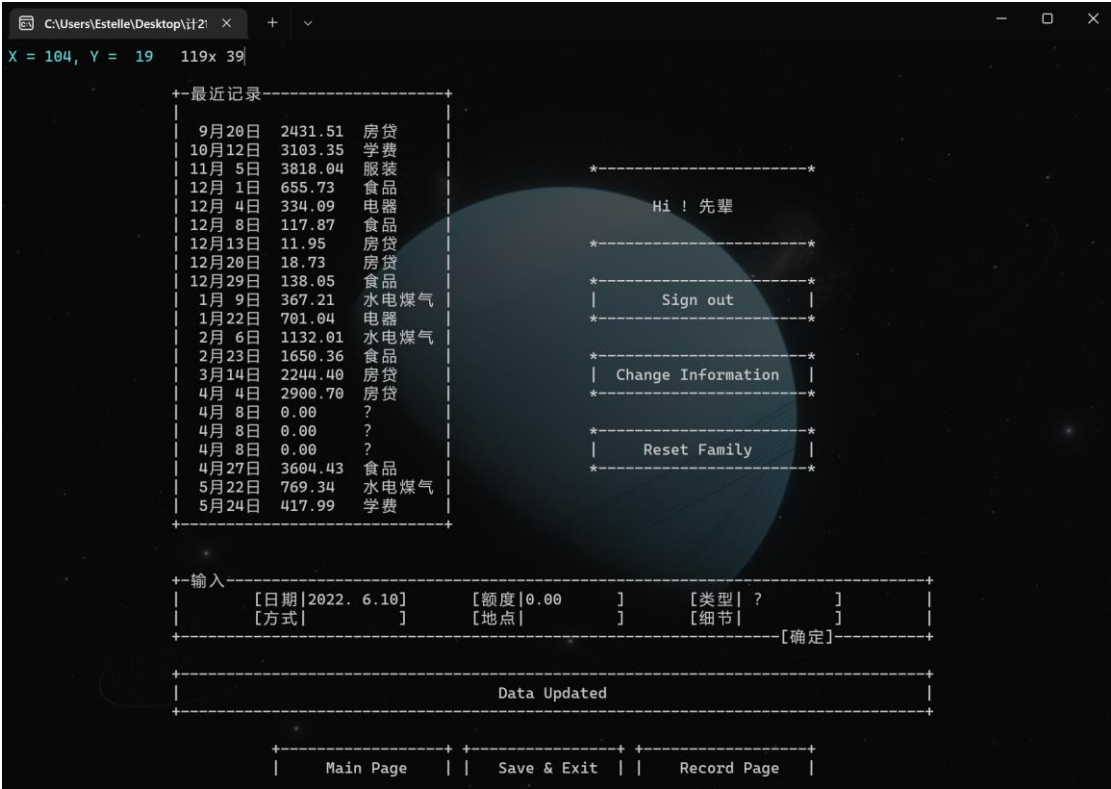 C:\Users\Estelle\Desktop\计2
X = 104, Y =  19   119x 39
最近记录
9月20日 2431.51 房贷
10月12日 3103.35 学费
11月 5日 3818.04 服装
12月 1日 655.73 食品
12月 4日 334.09 电器
12月 8日 117.87 食品
12月13日 11.95 房贷
12月20日 18.73 房贷
12月29日 138.05 食品
1月 9日 367.21 水电煤气
1月22日 701.04 电器
2月 6日 1132.01 水电煤气
2月23日 1650.36 食品
3月14日 2244.40 房贷
4月 4日 2900.70 房贷
4月 8日 0.00 ?
4月 8日 0.00 ?
4月 8日 0.00 ?
4月27日 3604.43 食品
5月22日 769.34 水电煤气
5月24日 417.99 学费
Hi ! 先辈
Sign out
Change Information
Reset Family
输入
[日期|2022. 6.10] [额度|0.00 ] [类型| ? ]
[方式| ] [地点| ] [细节| ]
[确定]
Data Updated
Main Page | | Save & Exit | | Record Page